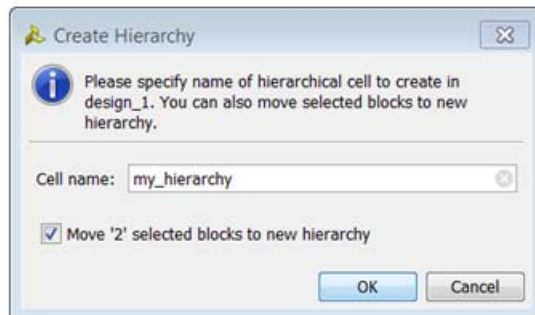 Create Hierarchy
Please specify name of hierarchical cell to create in
design_1. You can also move selected blocks to new
hierarchy.
Cell name: my_hierarchy
Move '2' selected blocks to new hierarchy
OK Cancel